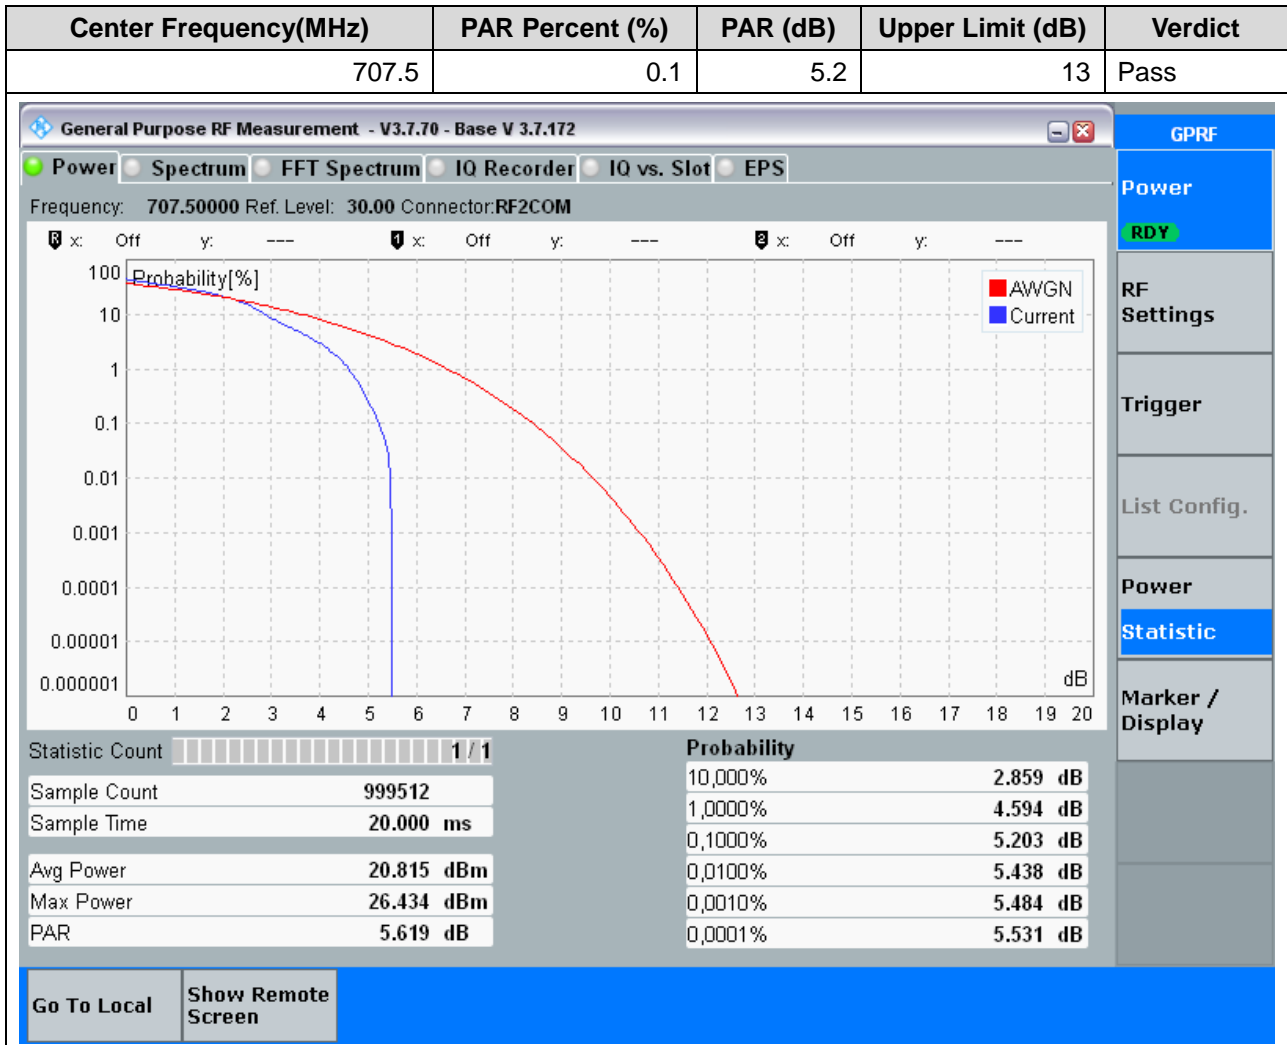 Center Frequency(MHz) PAR Percent (%) PAR (dB) Upper Limit (dB) Verdict
707.5 0.1 5.2 13 Pass
General Purpose RF Measurement - V3.7.70 - Base V 3.7.172
GPRF
Power Spectrum FFT Spectrum IQ Recorder IQ vs. Slot EPS
Power
RDY
Frequency: 707.50000 Ref. Level: 30.00 Connector:RF2COM
R x: Off y: --- 1 x: Off y: --- 2 x: Off y: ---
Probability[%]
AWGN
Current
100
10
1
0.1
0.01
0.001
0.0001
0.00001
0.000001
dB
0 1 2 3 4 5 6 7 8 9 10 11 12 13 14 15 16 17 18 19 20
RF
Settings
Trigger
List Config.
Power
Statistic
Marker /
Display
Statistic Count 1 / 1
Sample Count 999512
Sample Time 20.000 ms
Avg Power 20.815 dBm
Max Power 26.434 dBm
PAR 5.619 dB
Probability
10,000% 2.859 dB
1,0000% 4.594 dB
0,1000% 5.203 dB
0,0100% 5.438 dB
0,0010% 5.484 dB
0,0001% 5.531 dB
Go To Local
Show Remote
Screen